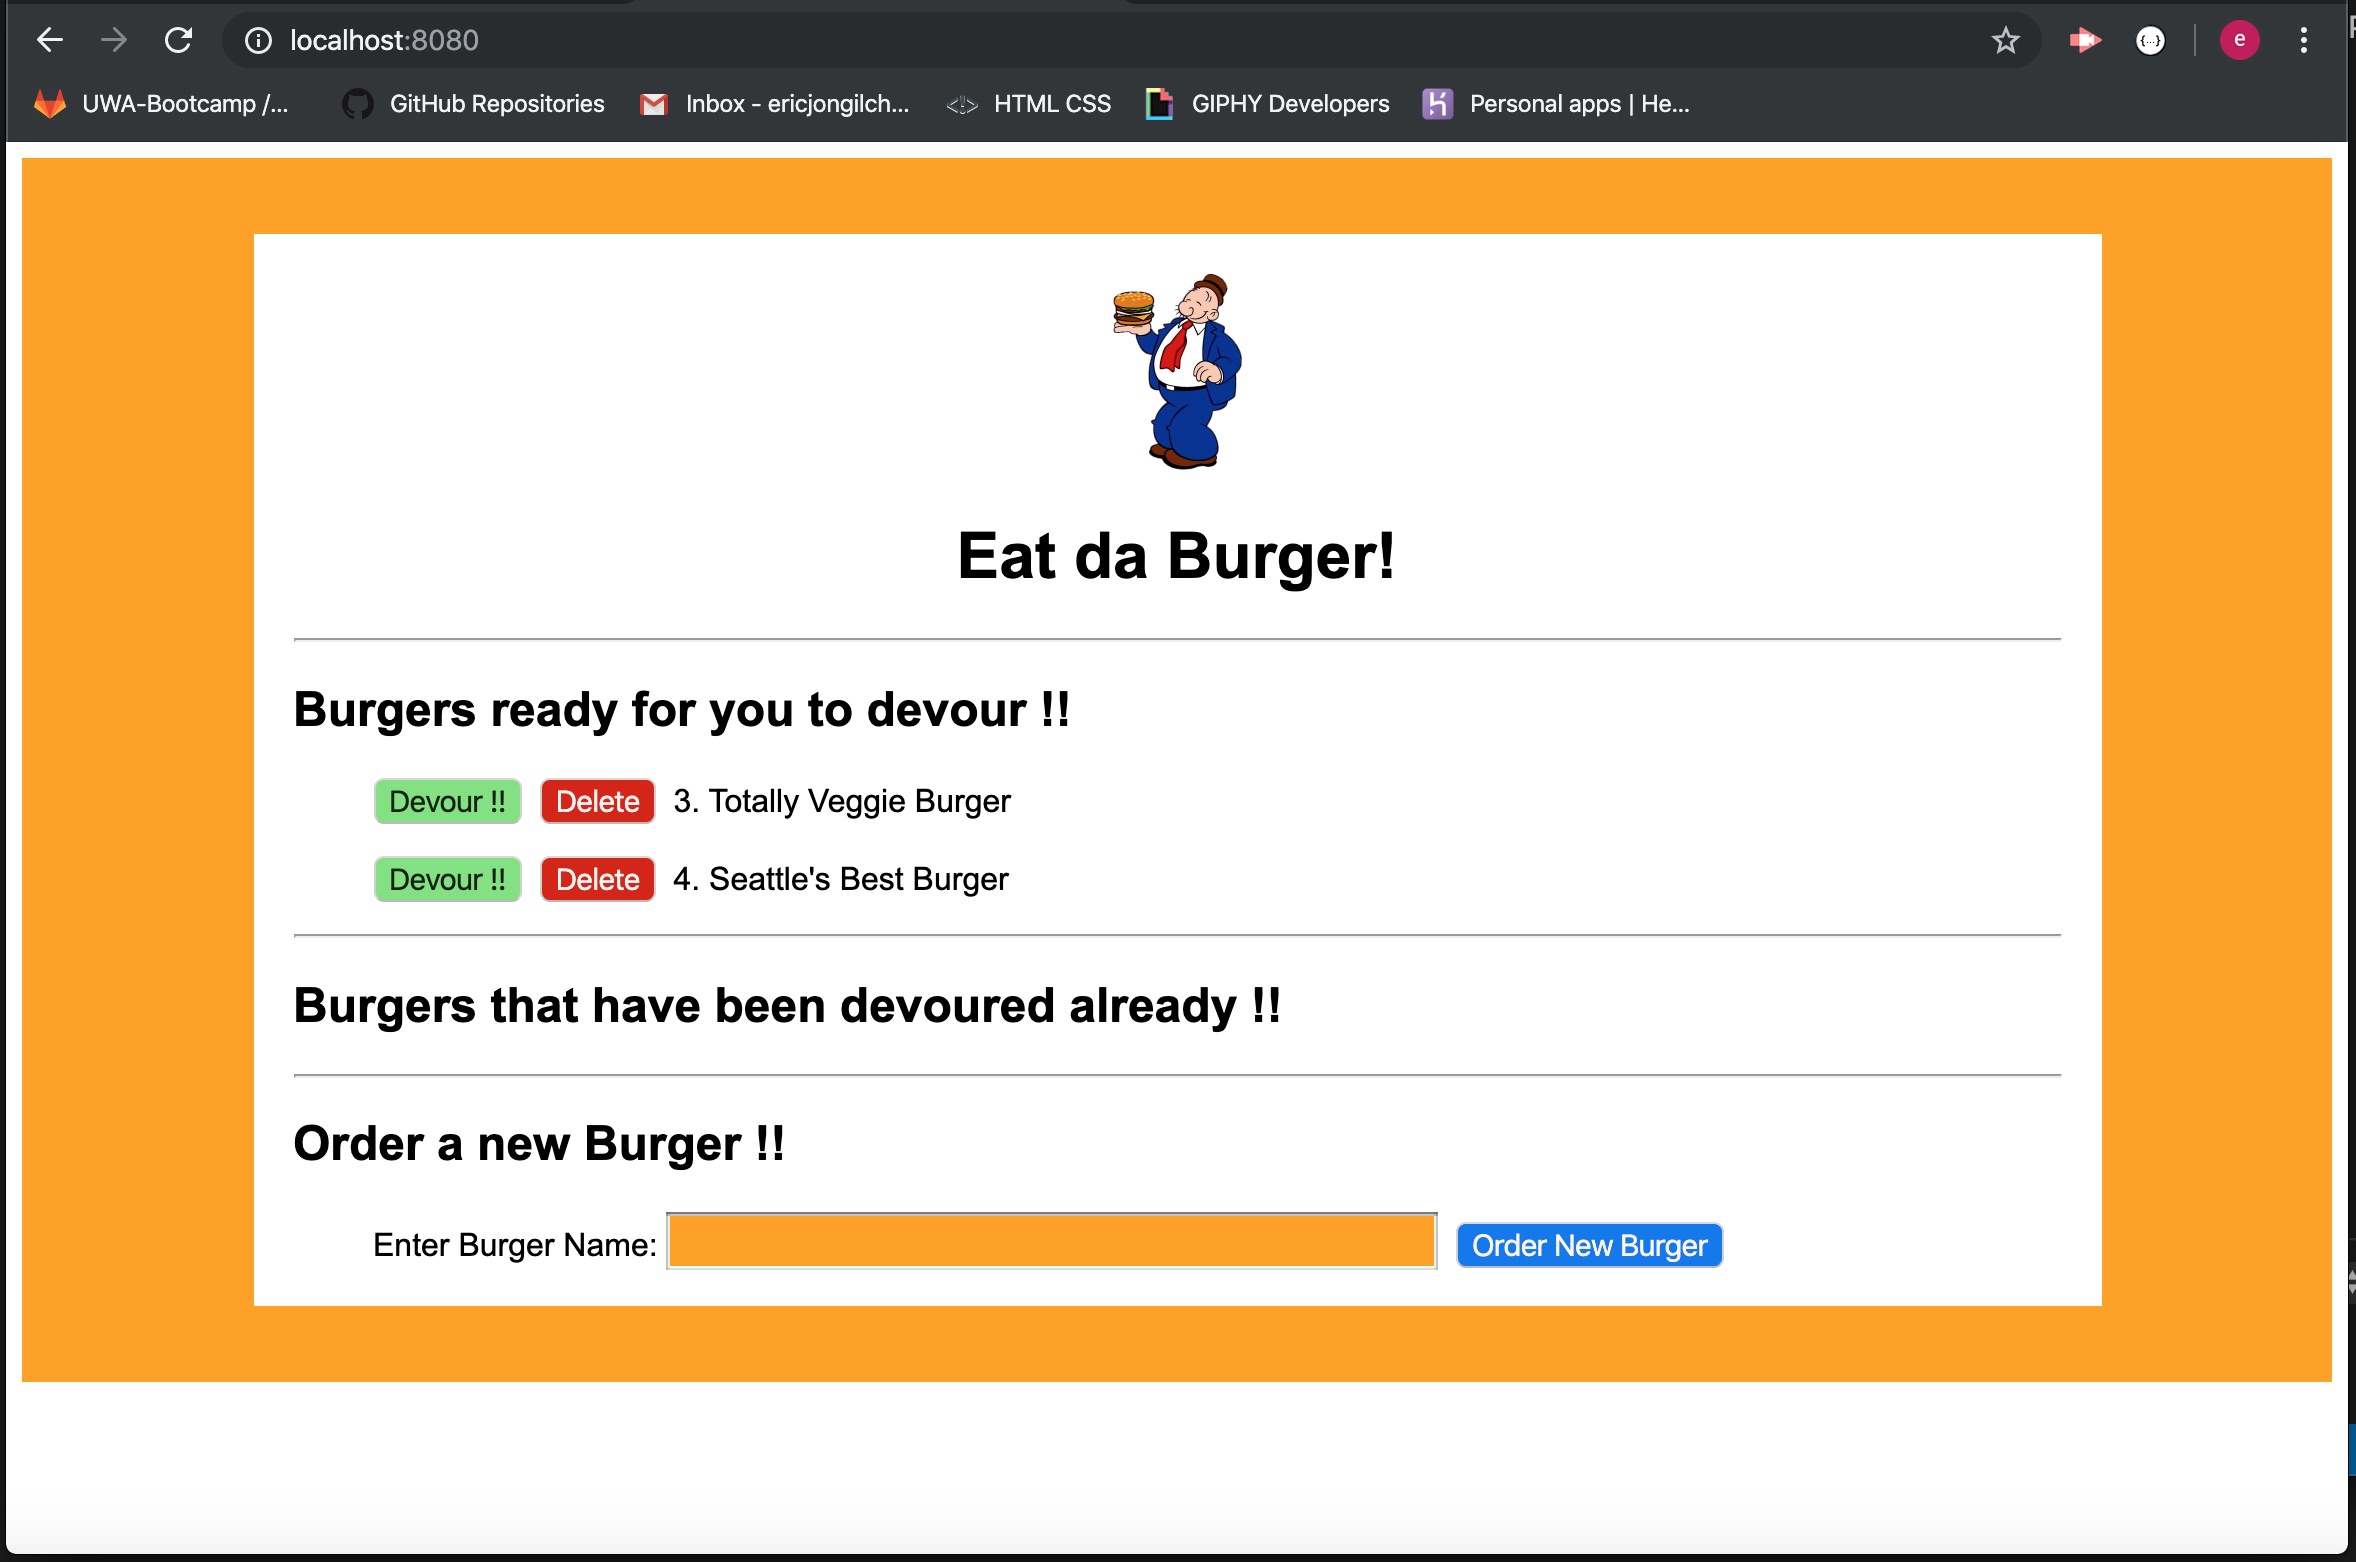 localhost:8080
e
UWA-Bootcamp /... GitHub Repositories Inbox - ericjongilch... HTML CSS GIPHY Developers Personal apps | He...
Eat da Burger!
Burgers ready for you to devour !!
Devour !! Delete 3. Totally Veggie Burger
Devour !! Delete 4. Seattle's Best Burger
Burgers that have been devoured already !!
Order a new Burger !!
Enter Burger Name: Order New Burger